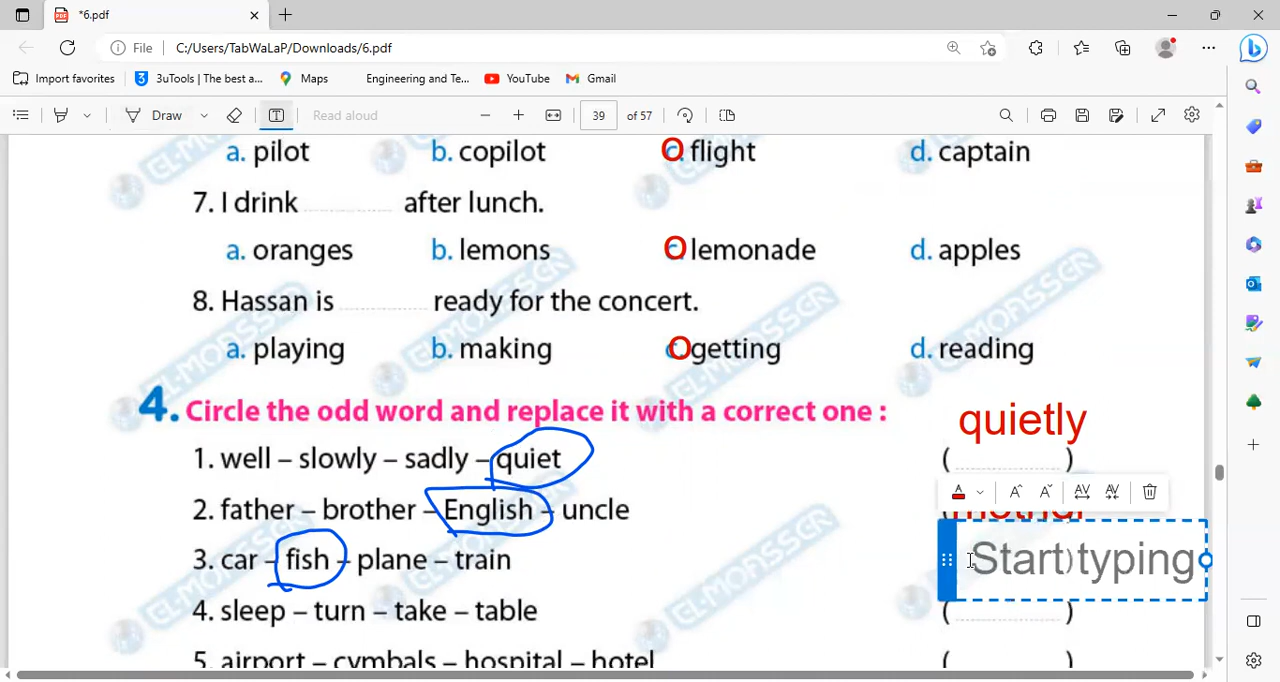 *6.pdf
File C:/Users/TabWaLaP/Downloads/6.pdf
Import favorites 3uTools | The best a... Maps Engineering and Te... YouTube Gmail
Draw Read aloud 39 of 57
a. pilot b. copilot c. flight d. captain
7. I drink ............ after lunch.
a. oranges b. lemons c. lemonade d. apples
8. Hassan is ............ ready for the concert.
a. playing b. making c. getting d. reading
4. Circle the odd word and replace it with a correct one :
quietly
1. well – slowly – sadly – quiet (............)
2. father – brother – English – uncle (mother
3. car – fish – plane – train Start typing
4. sleep – turn – take – table (............)
5. airport – cymbals – hospital – hotel ( )
EL-MOASSER